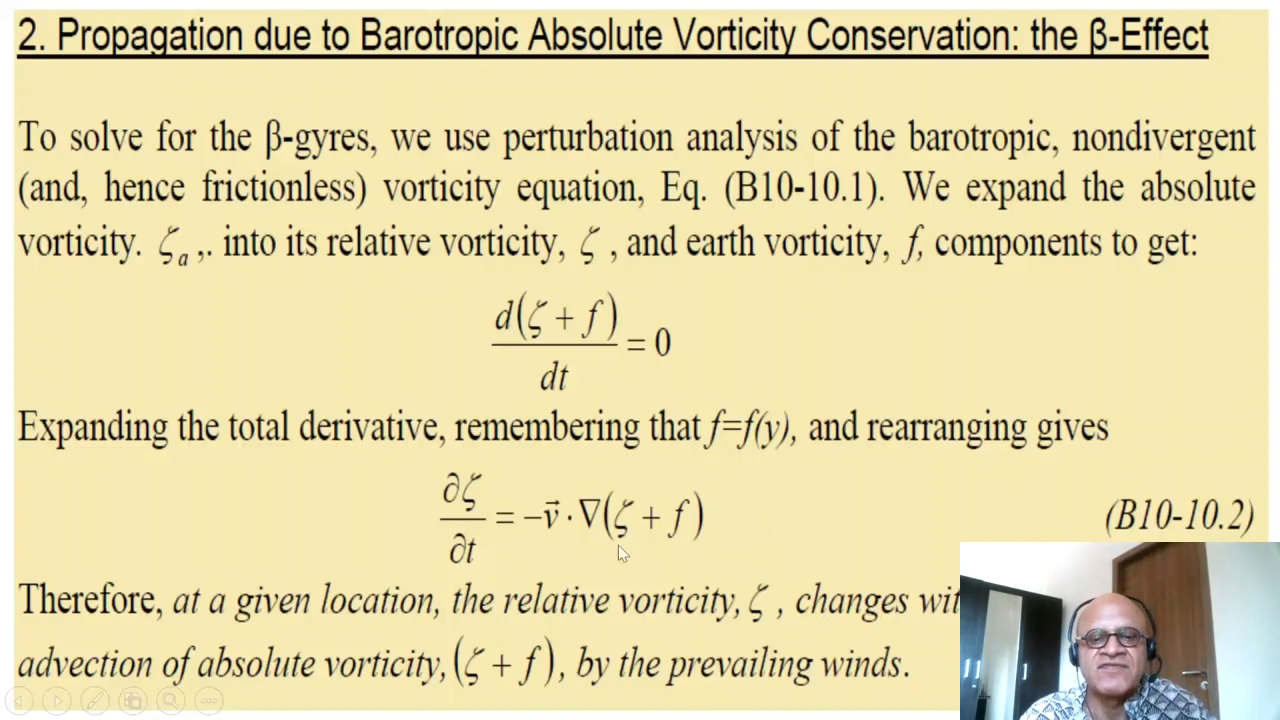 2. Propagation due to Barotropic Absolute Vorticity Conservation: the β-Effect
To solve for the β-gyres, we use perturbation analysis of the barotropic, nondivergent
(and, hence frictionless) vorticity equation, Eq. (B10-10.1). We expand the absolute
vorticity. ζₐ ,. into its relative vorticity, ζ , and earth vorticity, f, components to get:
d(ζ + f)/dt = 0
Expanding the total derivative, remembering that f=f(y), and rearranging gives
∂ζ/∂t = −v⃗ · ∇(ζ + f) (B10-10.2)
Therefore, at a given location, the relative vorticity, ζ , changes
advection of absolute vorticity, (ζ + f), by the prevailing winds.